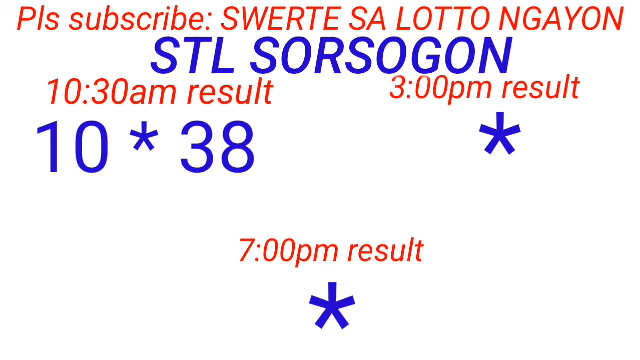 Pls subscribe: SWERTE SA LOTTO NGAYON
STL SORSOGON
10:30am result
10 * 38
3:00pm result
*
7:00pm result
*